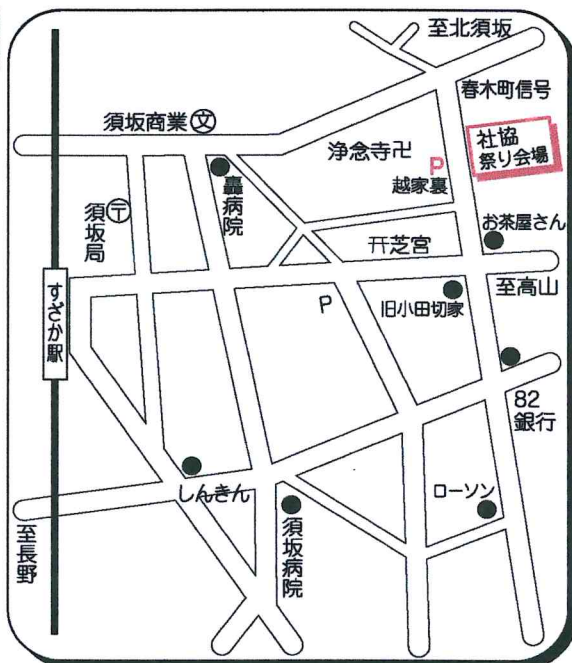 至北須坂
春木町信号
須坂商業文
社協
祭り会場
浄念寺卍
P
越家裏
轟病院
須坂局〒
お茶屋さん
⛩芝宮
至高山
旧小田切家
P
すざか駅
82
銀行
しんきん
ローソン
須坂病院
至長野